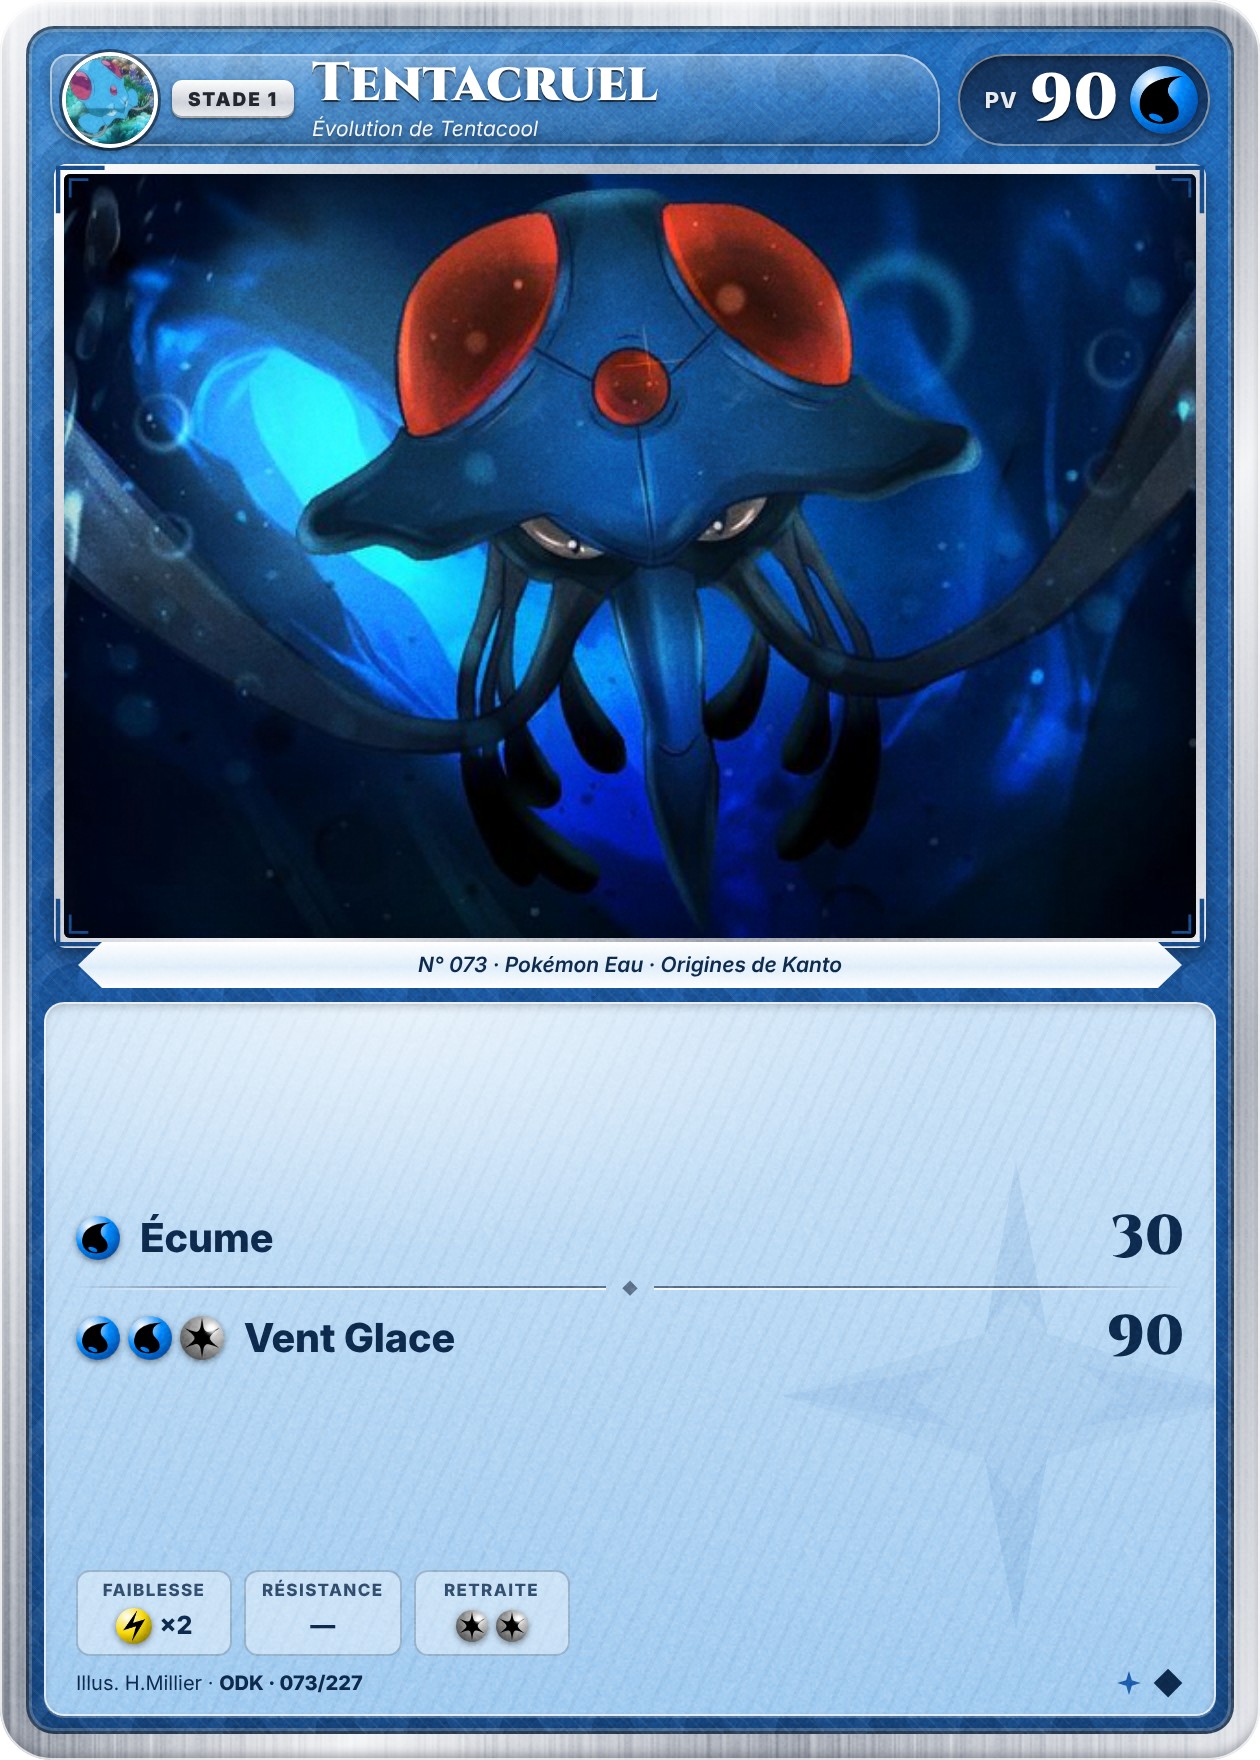 STADE 1
TENTACRUEL
Évolution de Tentacool
PV 90
N° 073 · Pokémon Eau · Origines de Kanto
Écume 30
Vent Glace 90
FAIBLESSE
×2
RÉSISTANCE
—
RETRAITE
Illus. H.Millier · ODK · 073/227